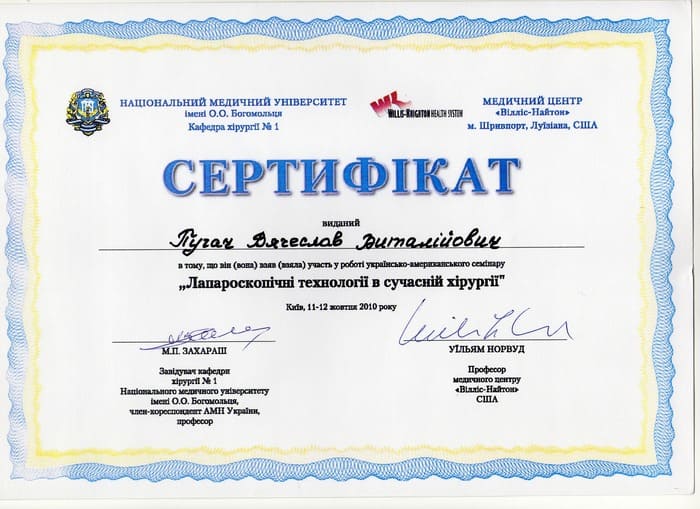 НАЦІОНАЛЬНИЙ МЕДИЧНИЙ УНІВЕРСИТЕТ
імені О.О. Богомольця
Кафедра хірургії № 1
WK
WILLIS-KNIGHTON HEALTH SYSTEM
МЕДИЧНИЙ ЦЕНТР
«Вілліс-Найтон»
м. Шривпорт, Луїзіана, США
СЕРТИФІКАТ
виданий
Пугач Вячеслав Виталійович
в тому, що він (вона) взяв (взяла) участь у роботі українсько-американського семінару
„Лапароскопічні технології в сучасній хірургії"
Київ, 11-12 жовтня 2010 року
М.П. ЗАХАРАШ
Завідувач кафедри
хірургії № 1
Національного медичного університету
імені О.О. Богомольця,
член-кореспондент АМН України,
професор
УЇЛЬЯМ НОРВУД
Професор
медичного центру
«Вілліс-Найтон»
США